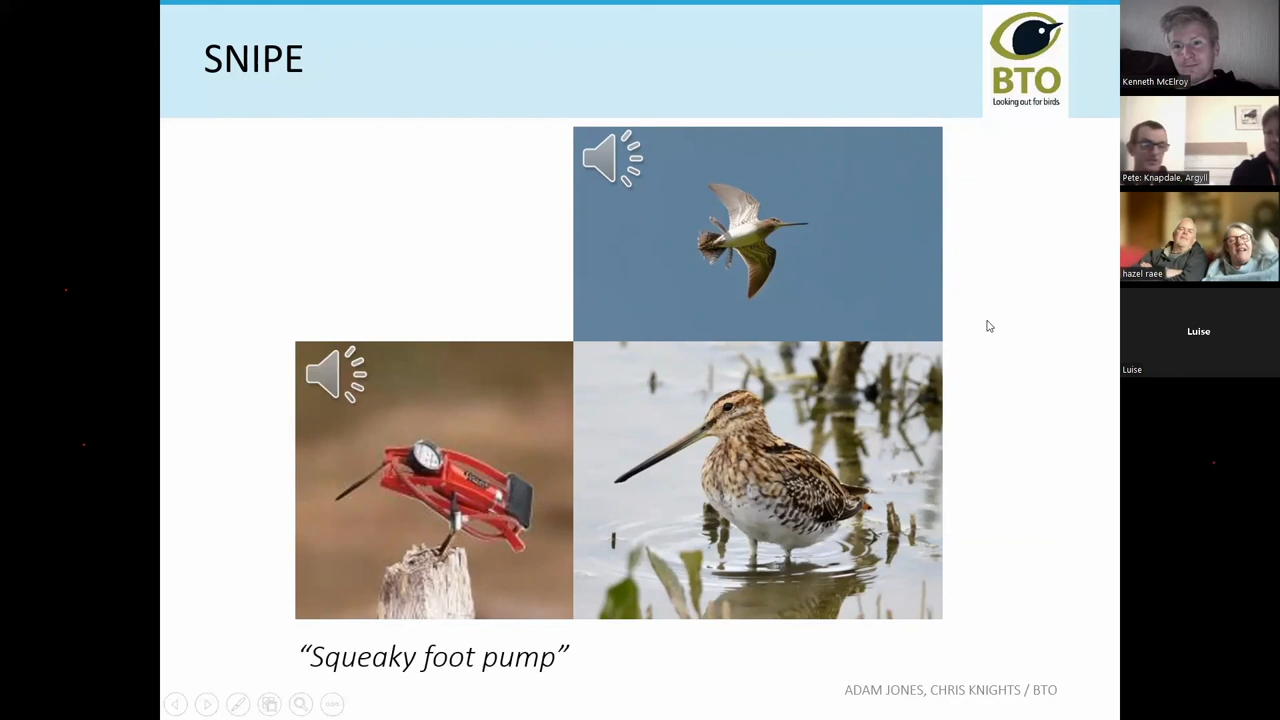 SNIPE
BTO
Looking out for birds
"Squeaky foot pump"
ADAM JONES, CHRIS KNIGHTS / BTO
Kenneth McElroy
Pete: Knapdale, Argyll
hazel raee
Luise
Luise